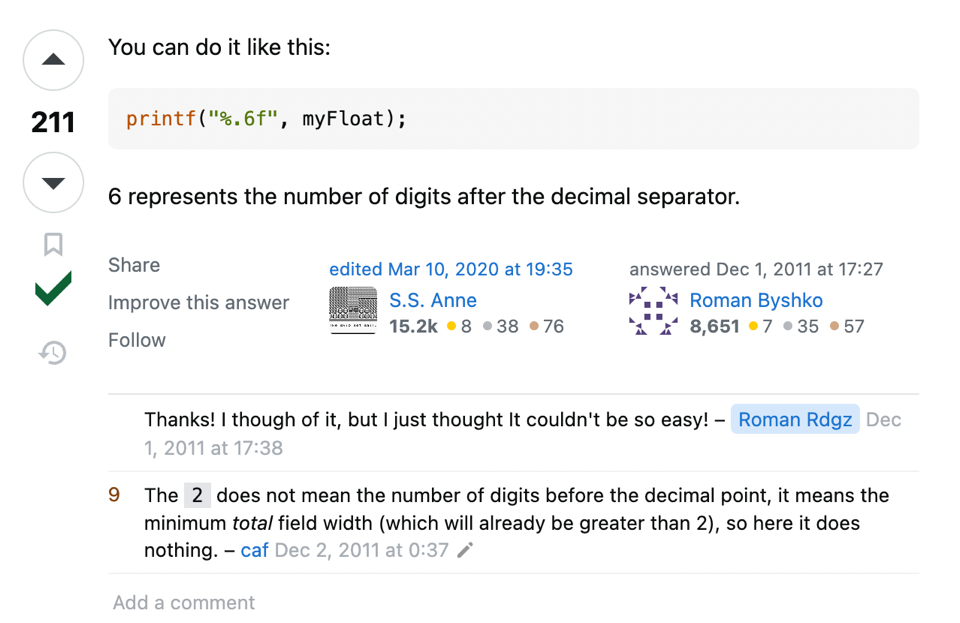 You can do it like this:
211
printf("%.6f", myFloat);
6 represents the number of digits after the decimal separator.
Share
Improve this answer
Follow
edited Mar 10, 2020 at 19:35
S.S. Anne
15.2k 8 38 76
answered Dec 1, 2011 at 17:27
Roman Byshko
8,651 7 35 57
Thanks! I though of it, but I just thought It couldn't be so easy! – Roman Rdgz Dec
1, 2011 at 17:38
9 The 2 does not mean the number of digits before the decimal point, it means the
minimum total field width (which will already be greater than 2), so here it does
nothing. – caf Dec 2, 2011 at 0:37
Add a comment